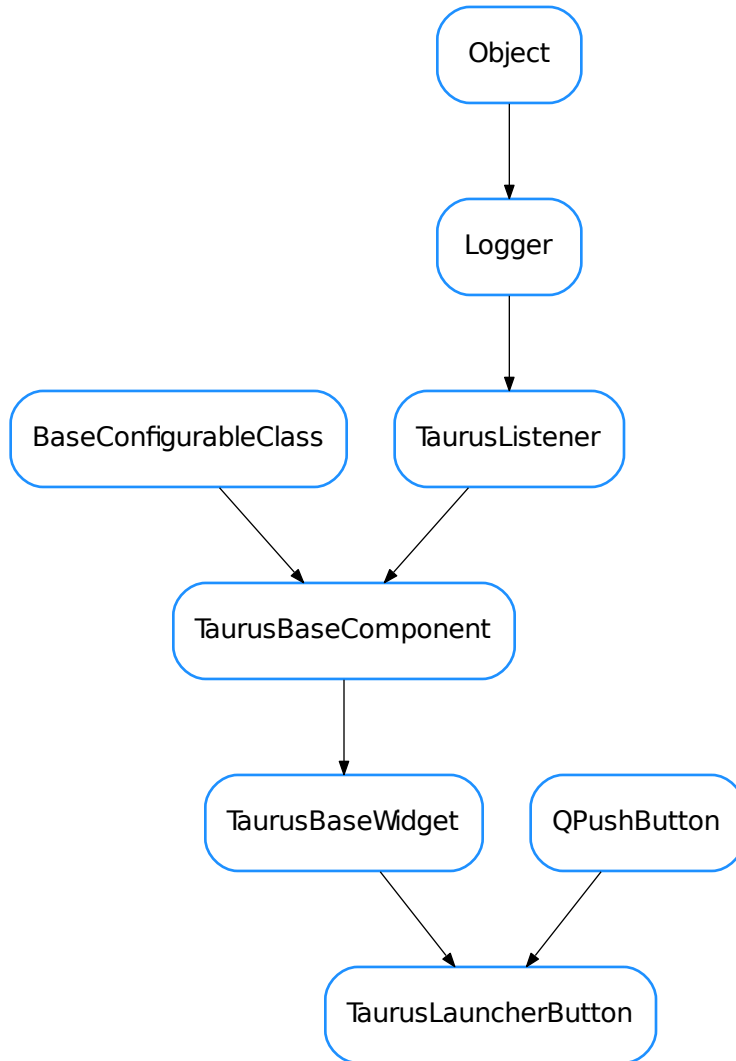 Object
Logger
BaseConfigurableClass
TaurusListener
TaurusBaseComponent
TaurusBaseWidget
QPushButton
TaurusLauncherButton